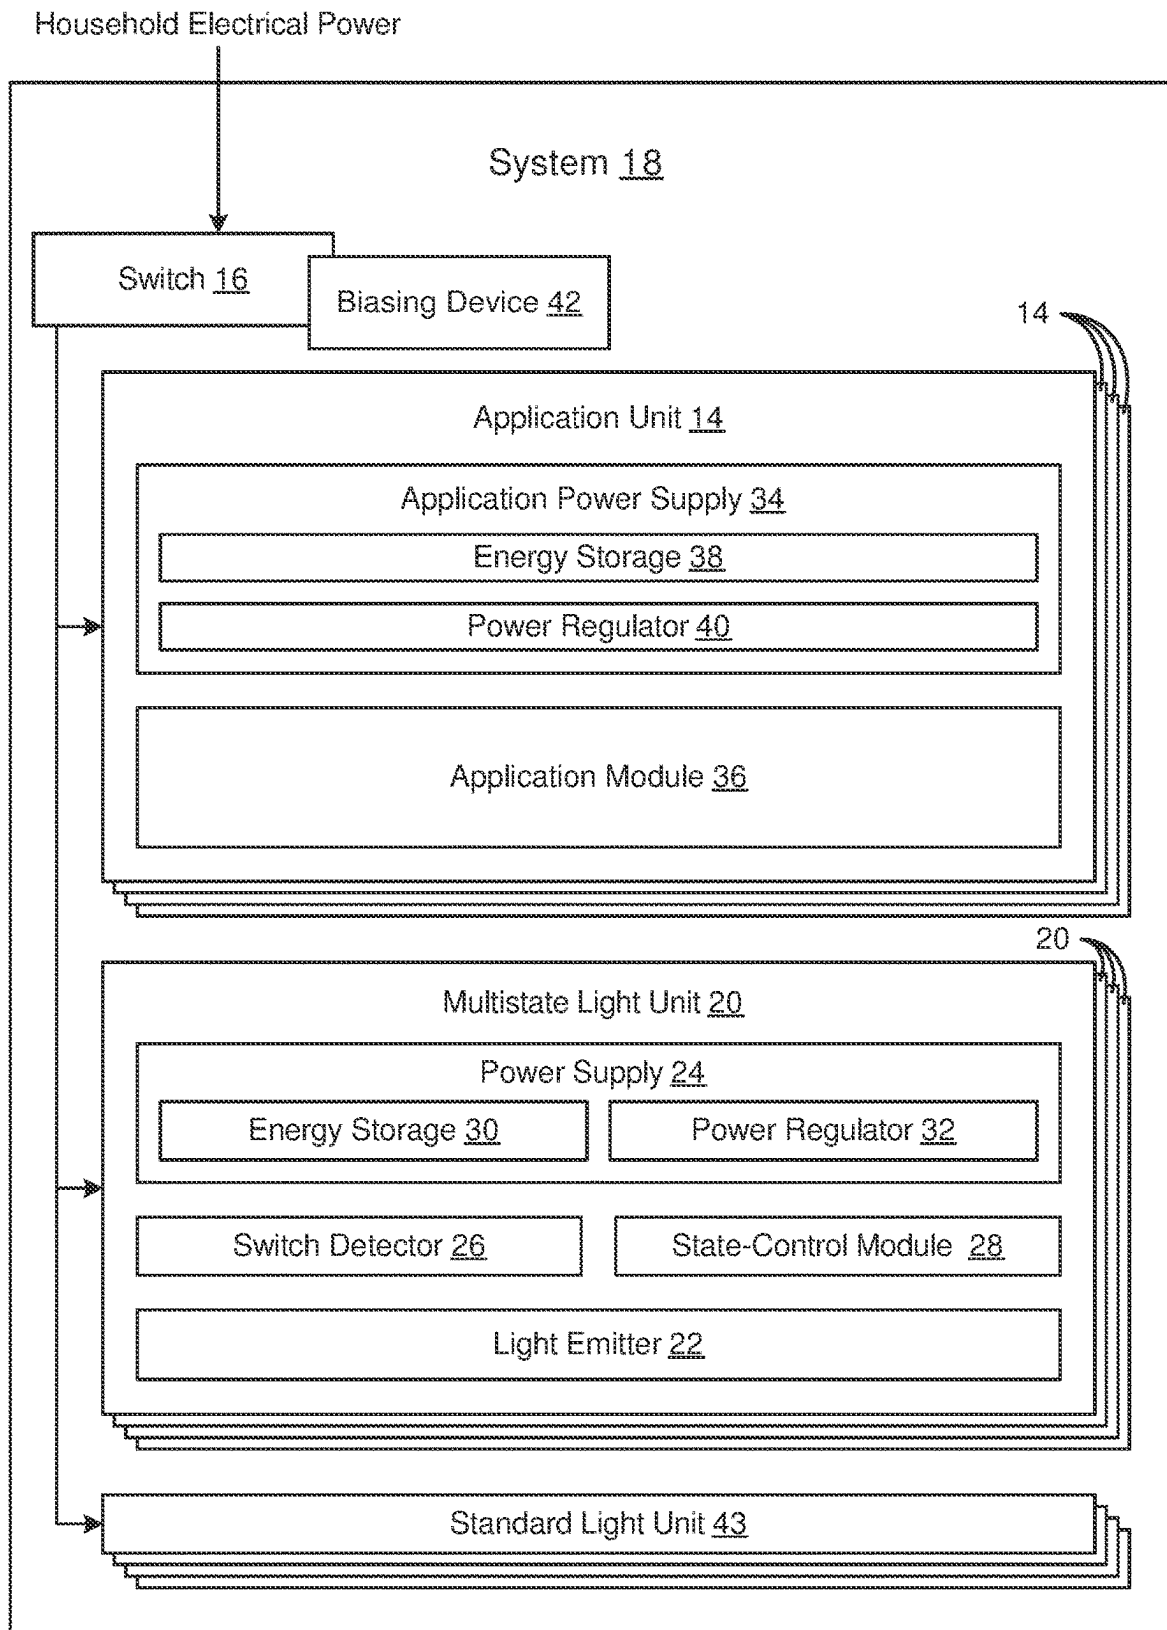 Household Electrical Power
System 18
Switch 16
Biasing Device 42
14
Application Unit 14
Application Power Supply 34
Energy Storage 38
Power Regulator 40
Application Module 36
20
Multistate Light Unit 20
Power Supply 24
Energy Storage 30
Power Regulator 32
Switch Detector 26
State-Control Module 28
Light Emitter 22
Standard Light Unit 43